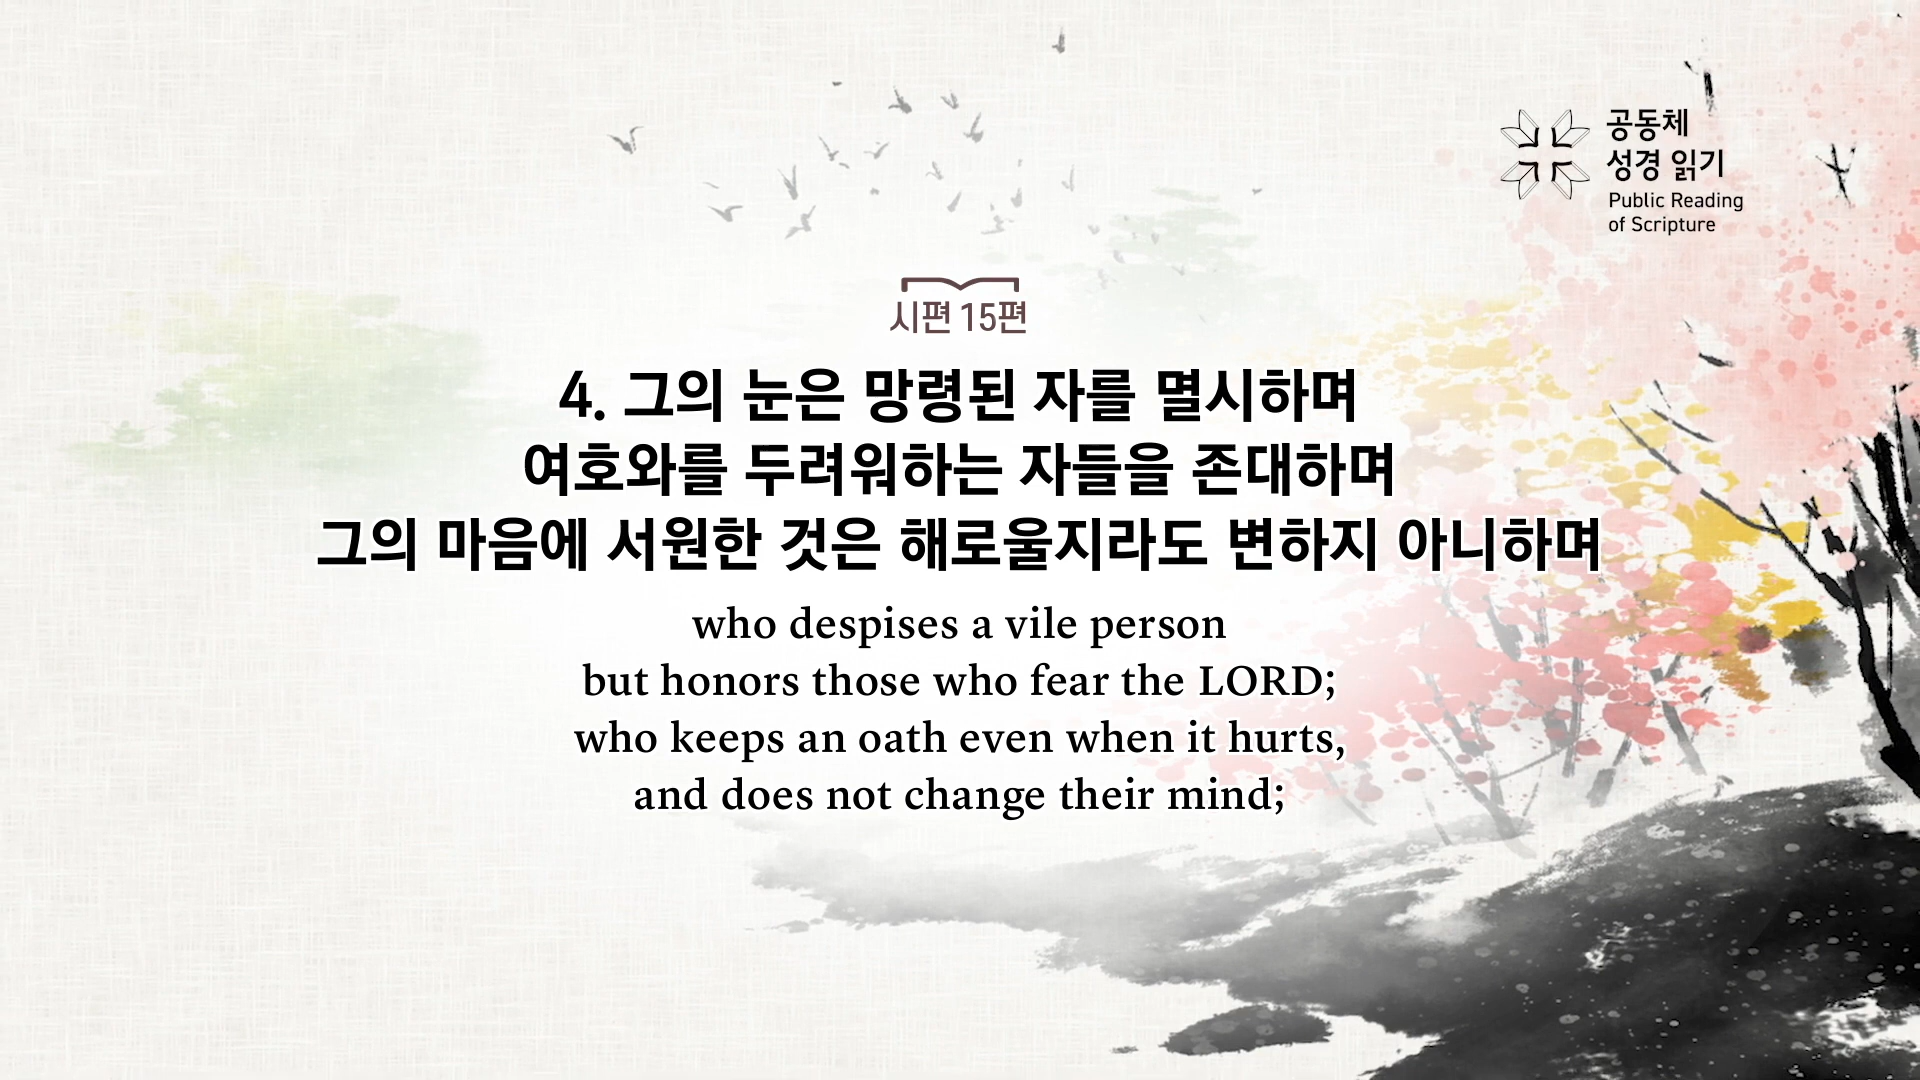 공동체
성경 읽기
Public Reading
of Scripture
시편 15편
4. 그의 눈은 망령된 자를 멸시하며
여호와를 두려워하는 자들을 존대하며
그의 마음에 서원한 것은 해로울지라도 변하지 아니하며
who despises a vile person
but honors those who fear the LORD;
who keeps an oath even when it hurts,
and does not change their mind;